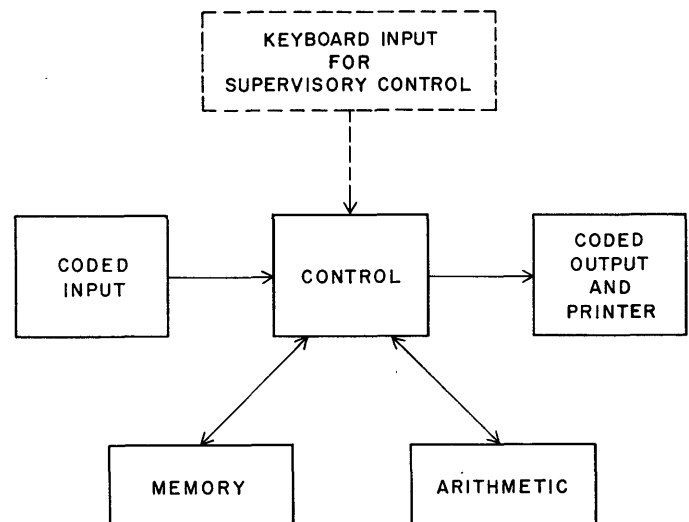 KEYBOARD INPUT
FOR
SUPERVISORY CONTROL
CODED
INPUT
CONTROL
CODED
OUTPUT
AND
PRINTER
MEMORY
ARITHMETIC